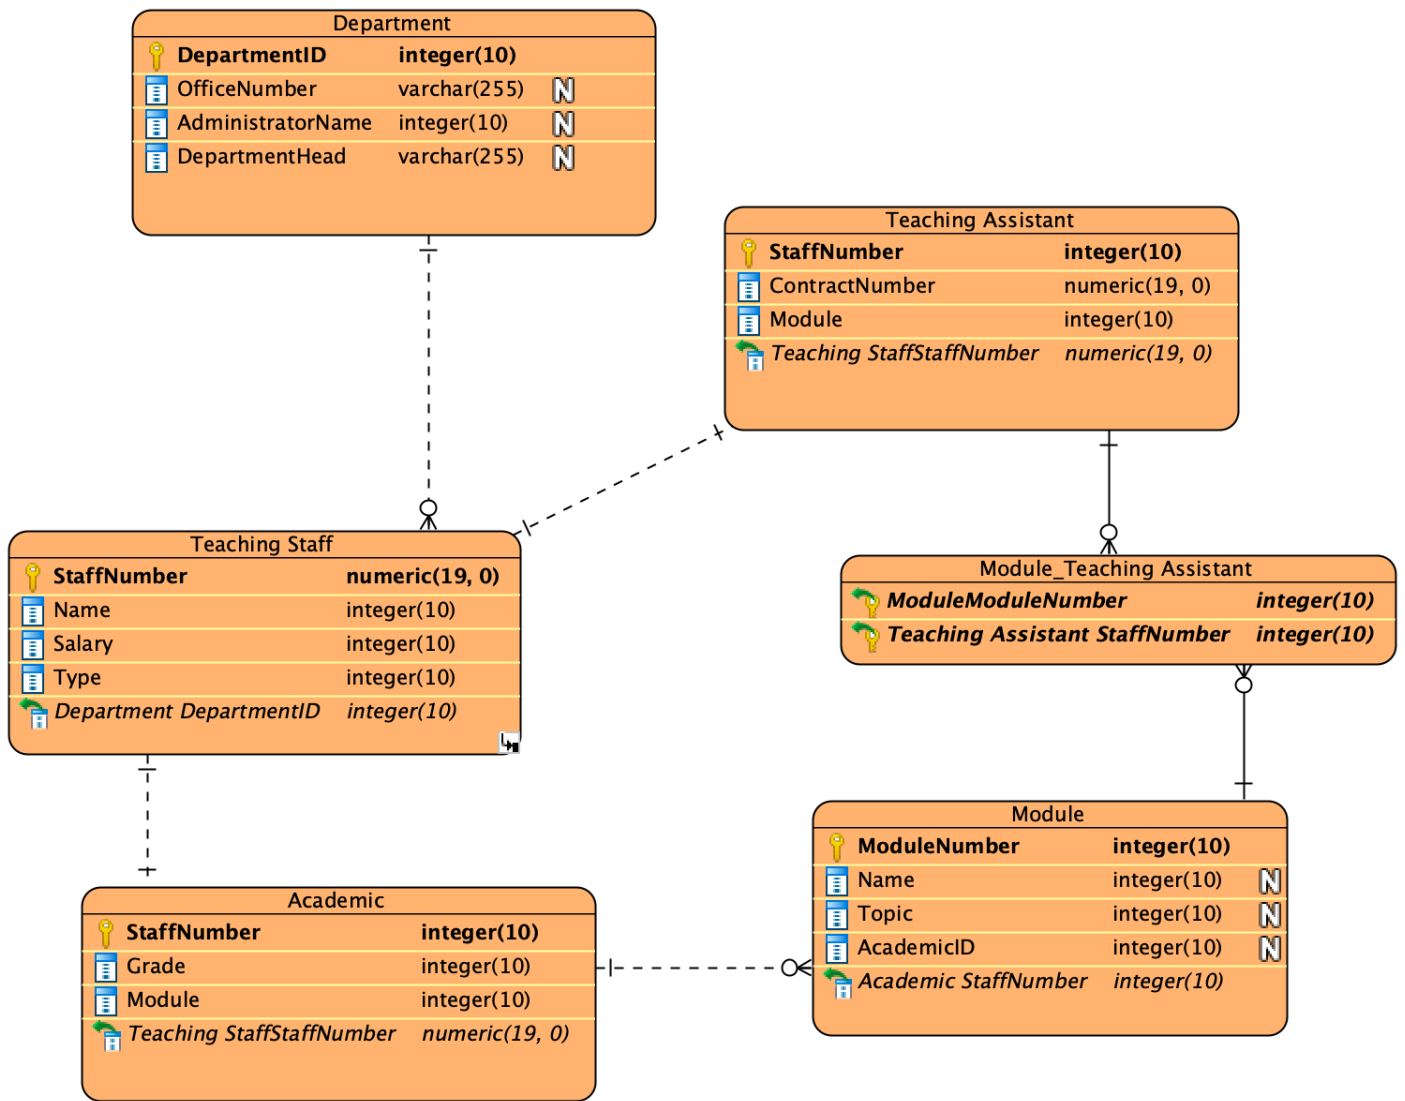 Department
DepartmentID integer(10)
OfficeNumber varchar(255) N
AdministratorName integer(10) N
DepartmentHead varchar(255) N
Teaching Assistant
StaffNumber integer(10)
ContractNumber numeric(19, 0)
Module integer(10)
Teaching StaffStaffNumber numeric(19, 0)
Teaching Staff
StaffNumber numeric(19, 0)
Name integer(10)
Salary integer(10)
Type integer(10)
Department DepartmentID integer(10)
Module_Teaching Assistant
ModuleModuleNumber integer(10)
Teaching Assistant StaffNumber integer(10)
Module
ModuleNumber integer(10)
Name integer(10) N
Topic integer(10) N
AcademicID integer(10) N
Academic StaffNumber integer(10)
Academic
StaffNumber integer(10)
Grade integer(10)
Module integer(10)
Teaching StaffStaffNumber numeric(19, 0)